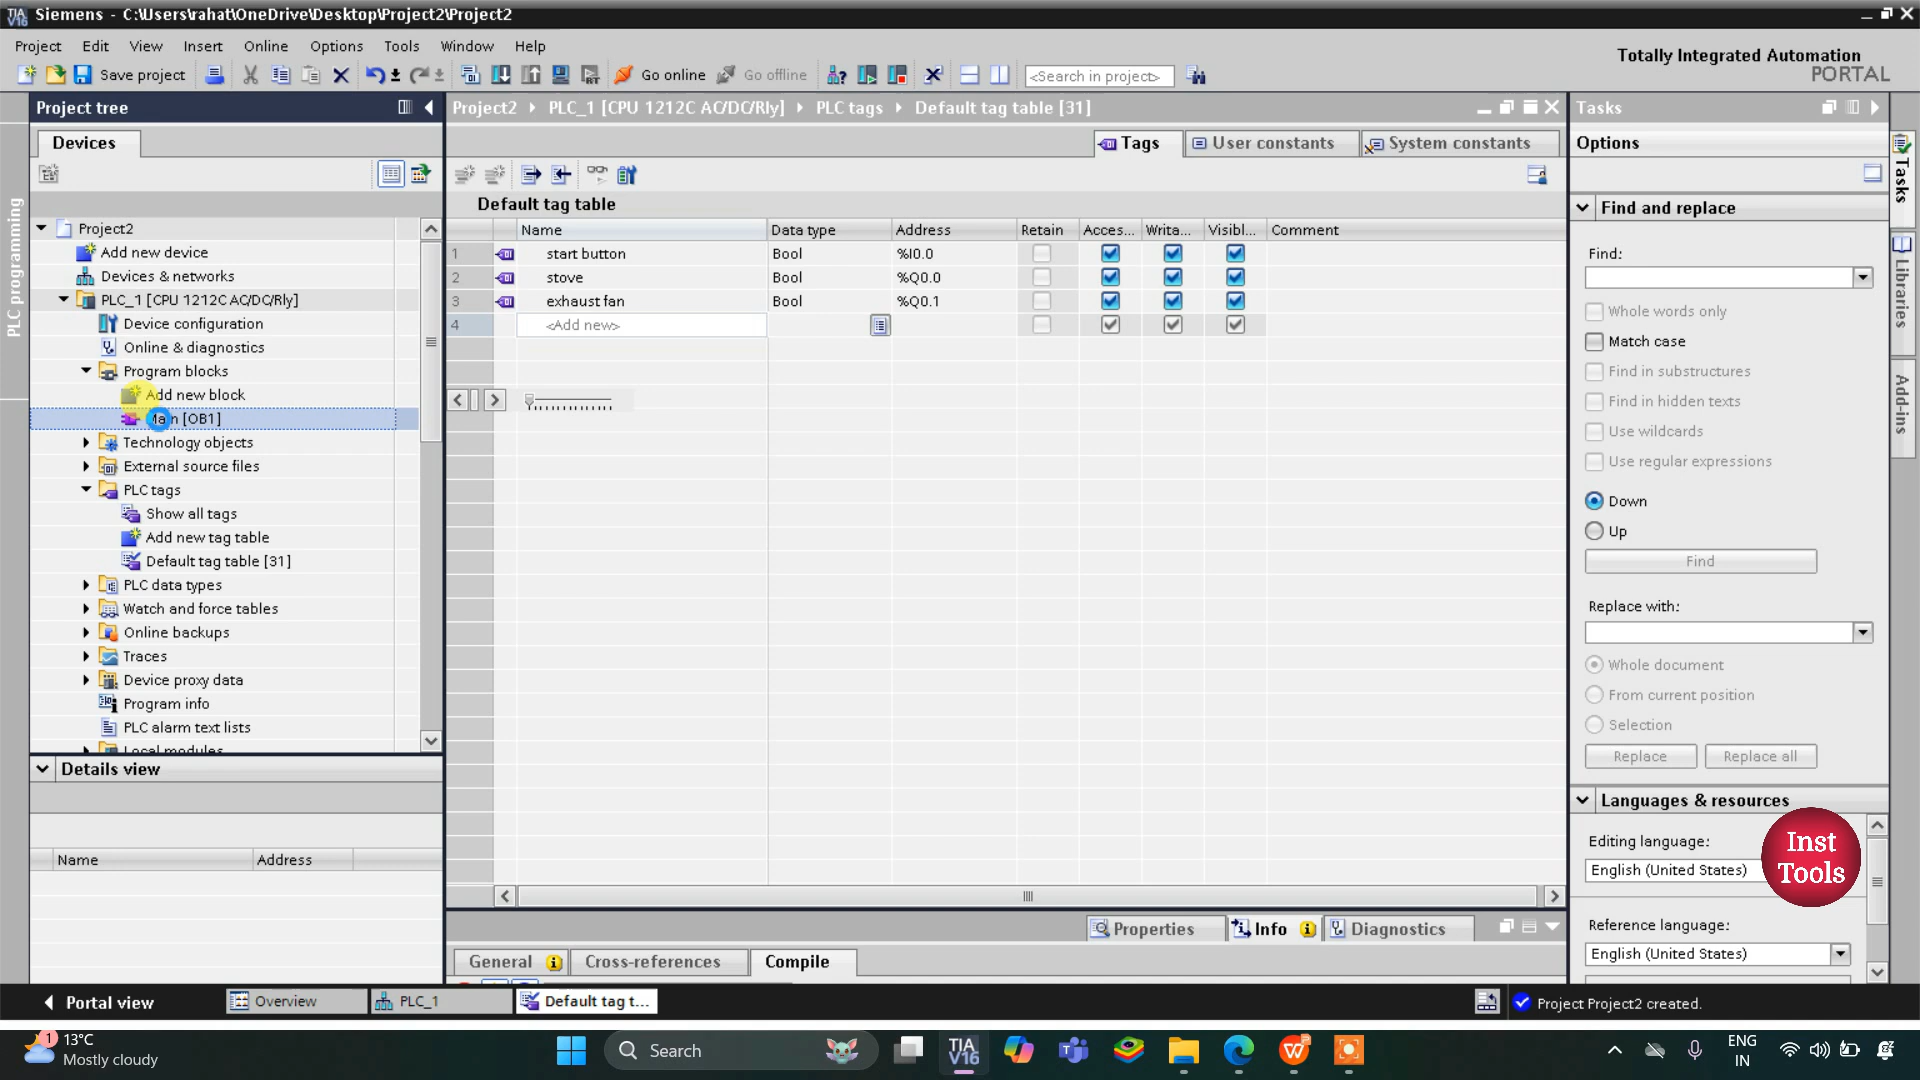 Siemens - C:\Users\rahat\OneDrive\Desktop\Project2\Project2
Project Edit View Insert Online Options Tools Window Help
Totally Integrated Automation
PORTAL
Save project
Go online
Go offline
<Search in project>
Project tree
Project2 PLC_1 [CPU 1212C AC/DC/Rly] PLC tags Default tag table [31]
Tasks
Devices
Tags
User constants
System constants
Options
PLC programming
Default tag table
Find and replace
Name Data type Address Retain Acces... Writa... Visibl... Comment
1 start button Bool %I0.0
2 stove Bool %Q0.0
3 exhaust fan Bool %Q0.1
4 <Add new>
Project2
Add new device
Devices & networks
PLC_1 [CPU 1212C AC/DC/Rly]
Device configuration
Online & diagnostics
Program blocks
Add new block
Main [OB1]
Technology objects
External source files
PLC tags
Show all tags
Add new tag table
Default tag table [31]
PLC data types
Watch and force tables
Online backups
Traces
Device proxy data
Program info
PLC alarm text lists
Local modules
Find:
Whole words only
Match case
Find in substructures
Find in hidden texts
Use wildcards
Use regular expressions
Down
Up
Find
Replace with:
Whole document
From current position
Selection
Replace
Replace all
Tasks
Libraries
Add-ins
Details view
Name Address
Languages & resources
Editing language:
English (United States)
Reference language:
English (United States)
Inst
Tools
Properties
Info
Diagnostics
General
Cross-references
Compile
Portal view
Overview
PLC_1
Default tag t...
Project Project2 created.
1
13°C
Mostly cloudy
Search
TIA
V16
ENG
IN